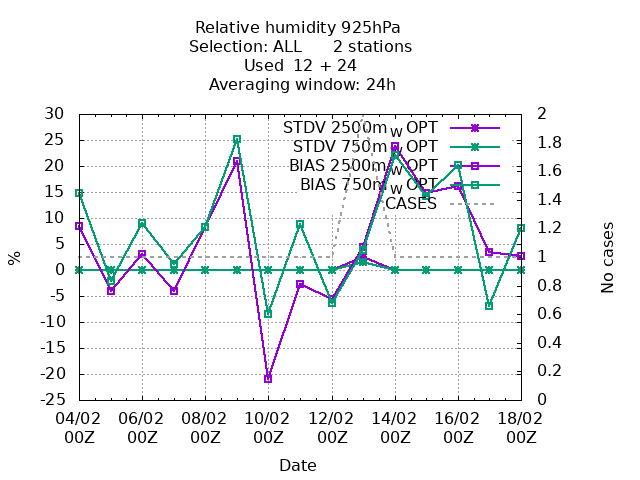 Relative humidity 925hPa
Selection: ALL 2 stations
Used 12 + 24
Averaging window: 24h
STDV 2500m_W OPT
STDV 750m_W OPT
BIAS 2500m_W OPT
BIAS 750m_W OPT
CASES
%
30
25
20
15
10
5
0
-5
-10
-15
-20
-25
2
1.8
1.6
1.4
1.2
1
0.8
0.6
0.4
0.2
0
No cases
04/02 06/02 08/02 10/02 12/02 14/02 16/02 18/02
00Z 00Z 00Z 00Z 00Z 00Z 00Z 00Z
Date